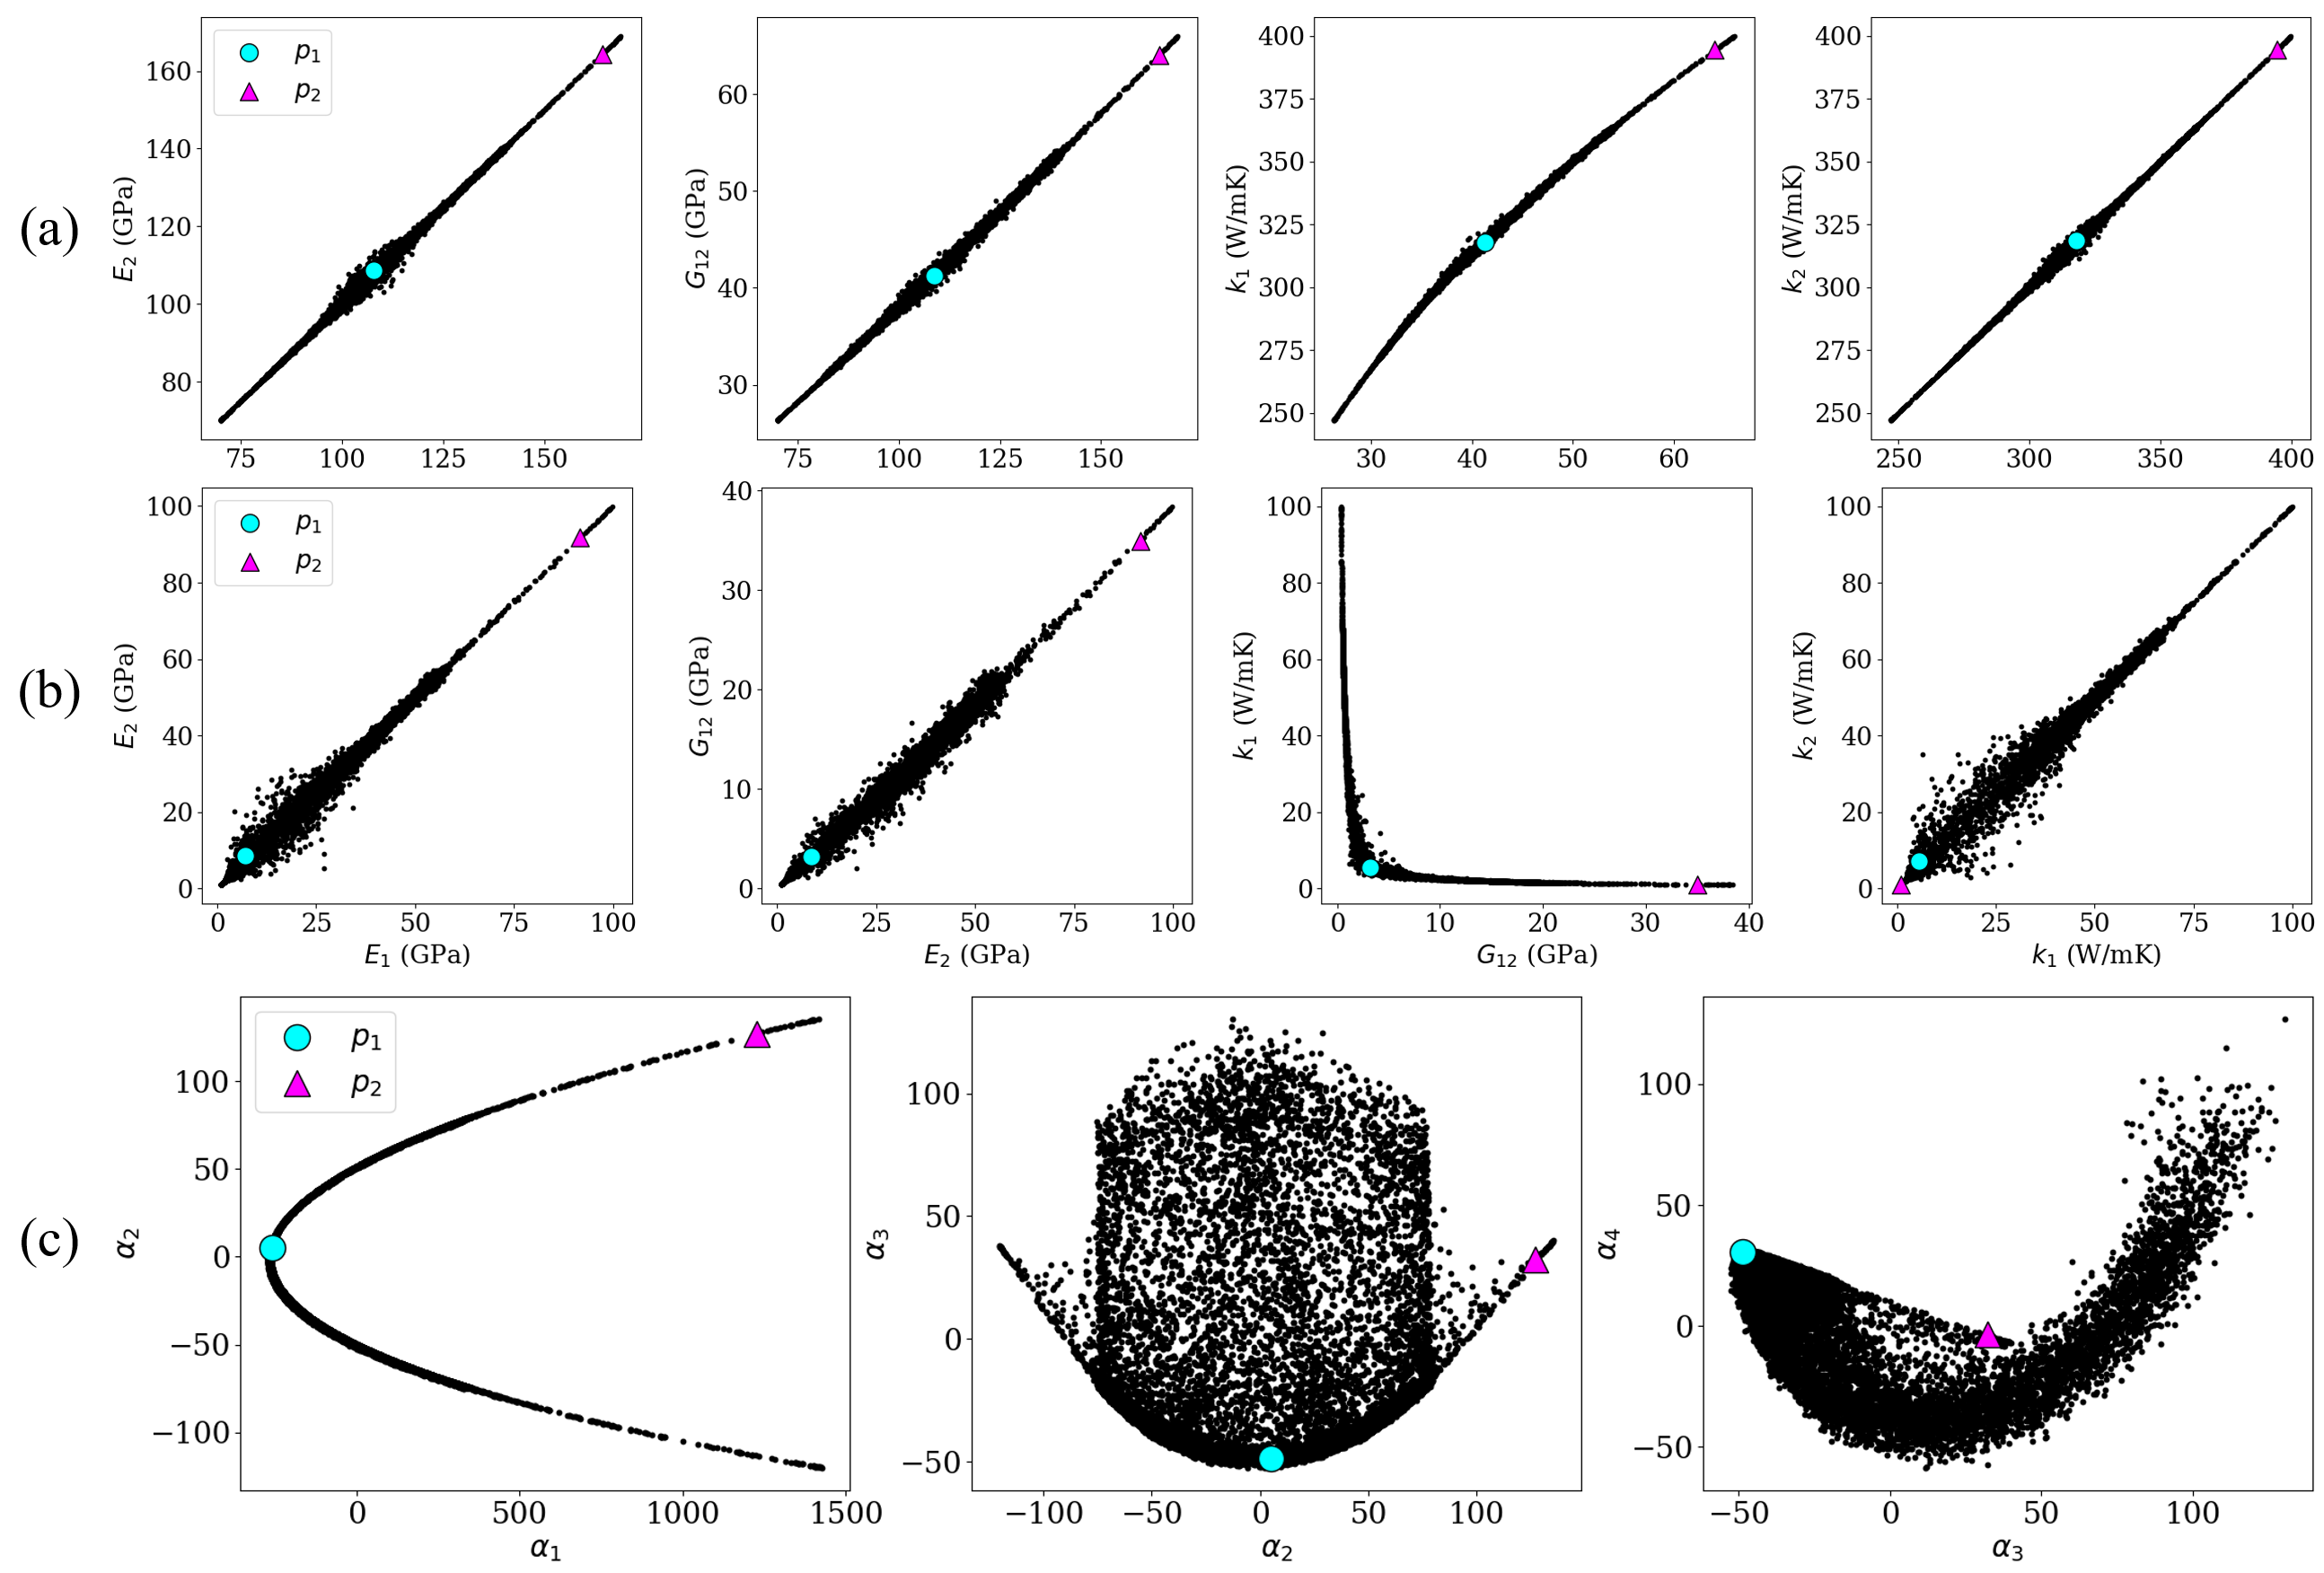 (a)
p1
p2
E2 (GPa)
160
140
120
100
80
75 100 125 150
G12 (GPa)
60
50
40
30
75 100 125 150
k1 (W/mK)
400
375
350
325
300
275
250
30 40 50 60
k2 (W/mK)
400
375
350
325
300
275
250
250 300 350 400
(b)
p1
p2
E2 (GPa)
100
80
60
40
20
0
0 25 50 75 100
E1 (GPa)
G12 (GPa)
40
30
20
10
0
0 25 50 75 100
E2 (GPa)
k1 (W/mK)
100
80
60
40
20
0
0 10 20 30 40
G12 (GPa)
k2 (W/mK)
100
80
60
40
20
0
0 25 50 75 100
k1 (W/mK)
(c)
p1
p2
α2
100
50
0
−50
−100
0 500 1000 1500
α1
α3
100
50
0
−50
−100 −50 0 50 100
α2
α4
100
50
0
−50
−50 0 50 100
α3